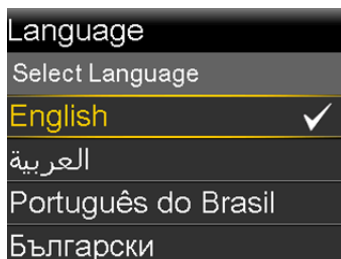 Language
Select Language
English
العربية
Português do Brasil
Български